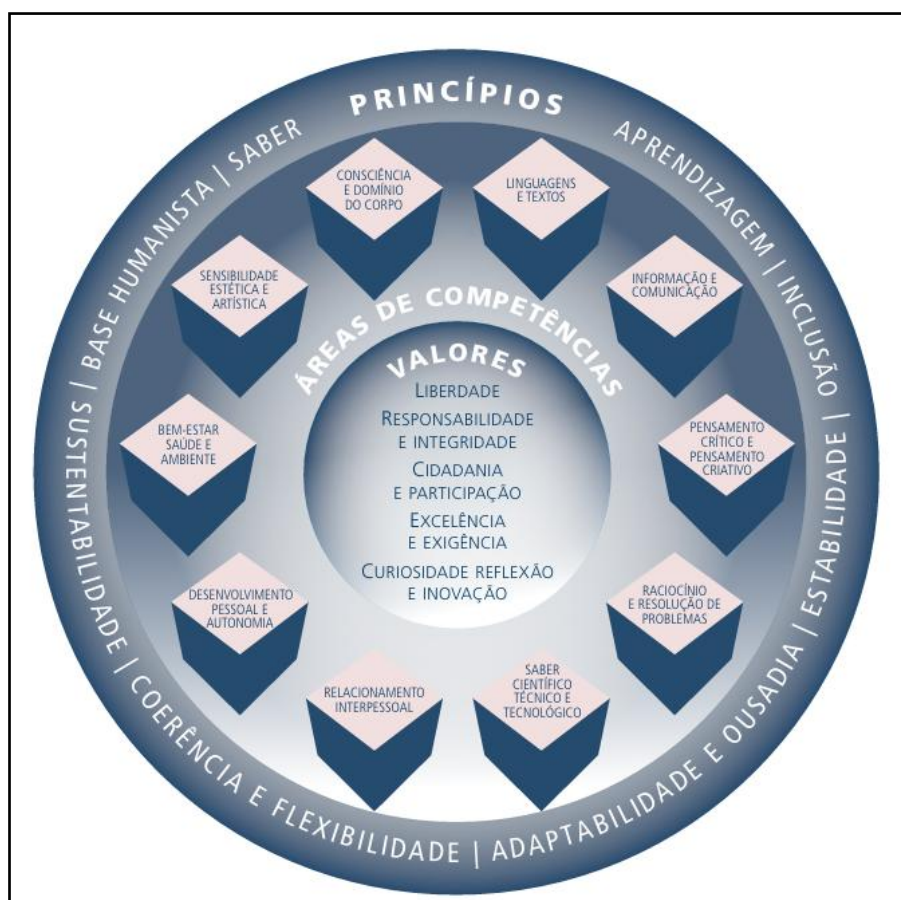 PRINCÍPIOS
APRENDIZAGEM | INCLUSÃO | ESTABILIDADE | ADAPTABILIDADE E OUSADIA | COERÊNCIA E FLEXIBILIDADE | SUSTENTABILIDADE | BASE HUMANISTA | SABER
CONSCIÊNCIA
E DOMÍNIO
DO CORPO
LINGUAGENS
E TEXTOS
SENSIBILIDADE
ESTÉTICA E
ARTÍSTICA
INFORMAÇÃO E
COMUNICAÇÃO
ÁREAS DE COMPETÊNCIAS
VALORES
LIBERDADE
RESPONSABILIDADE
E INTEGRIDADE
CIDADANIA
E PARTICIPAÇÃO
EXCELÊNCIA
E EXIGÊNCIA
CURIOSIDADE REFLEXÃO
E INOVAÇÃO
BEM-ESTAR
SAÚDE E
AMBIENTE
PENSAMENTO
CRÍTICO E
PENSAMENTO
CRIATIVO
DESENVOLVIMENTO
PESSOAL E
AUTONOMIA
RACIOCÍNIO
E RESOLUÇÃO DE
PROBLEMAS
RELACIONAMENTO
INTERPESSOAL
SABER
CIENTÍFICO
TÉCNICO E
TECNOLÓGICO